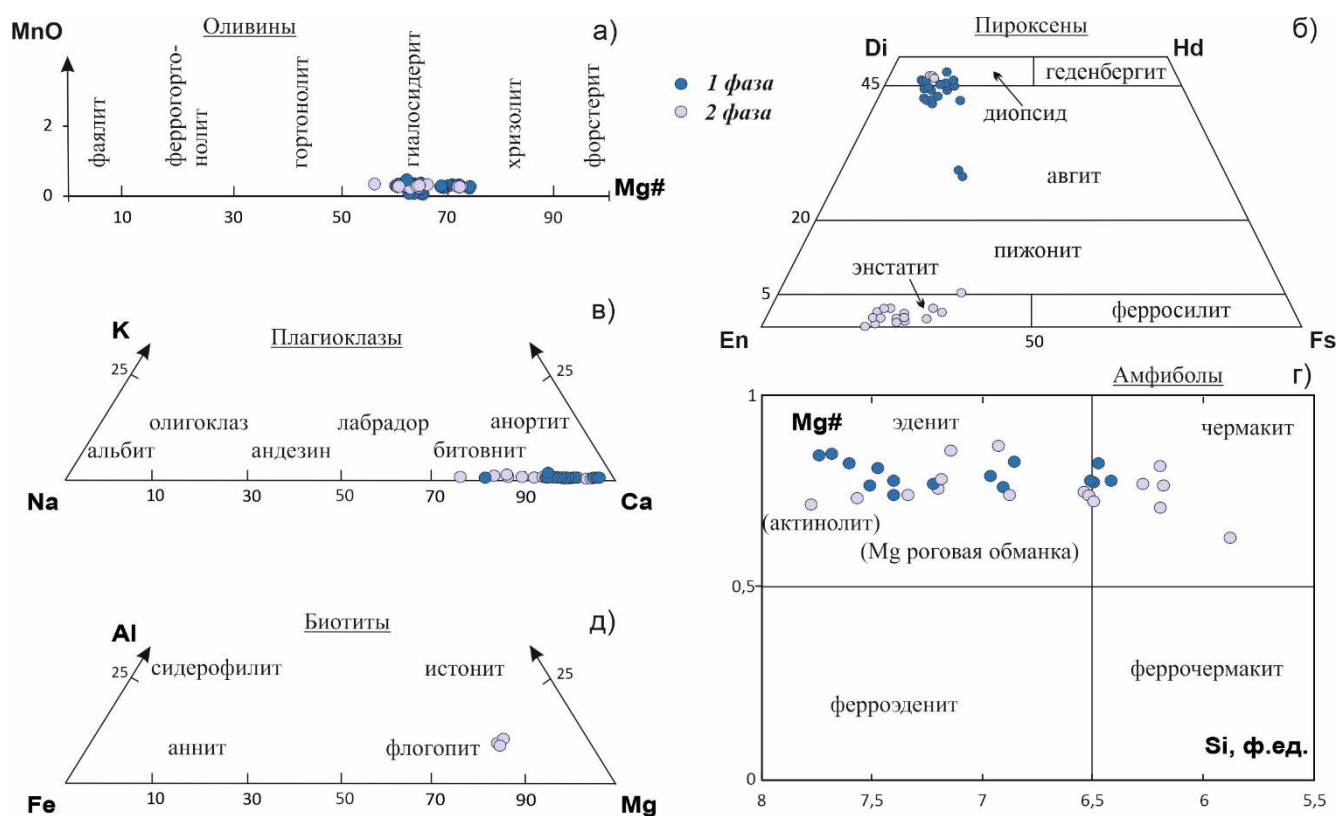 MnO
Оливины
а)
фаялит
феррогорто-
нолит
гортонолит
гиалосидерит
хризолит
форстерит
2
0
Mg#
10
30
50
70
90
1 фаза
2 фаза
Пироксены
б)
Di
Hd
45
геденбергит
диопсид
авгит
20
пижонит
энстатит
5
ферросилит
En
50
Fs
в)
K
Плагиоклазы
25
25
олигоклаз
лабрадор
анортит
альбит
андезин
битовнит
Na
10
30
50
70
90
Ca
Амфиболы
г)
1
Mg#
эденит
чермакит
(актинолит)
(Mg роговая обманка)
0,5
ферроэденит
феррочермакит
Si, ф.ед.
0
8
7,5
7
6,5
6
5,5
Al
Биотиты
д)
25
сидерофилит
истонит
25
аннит
флогопит
Fe
10
30
50
70
90
Mg